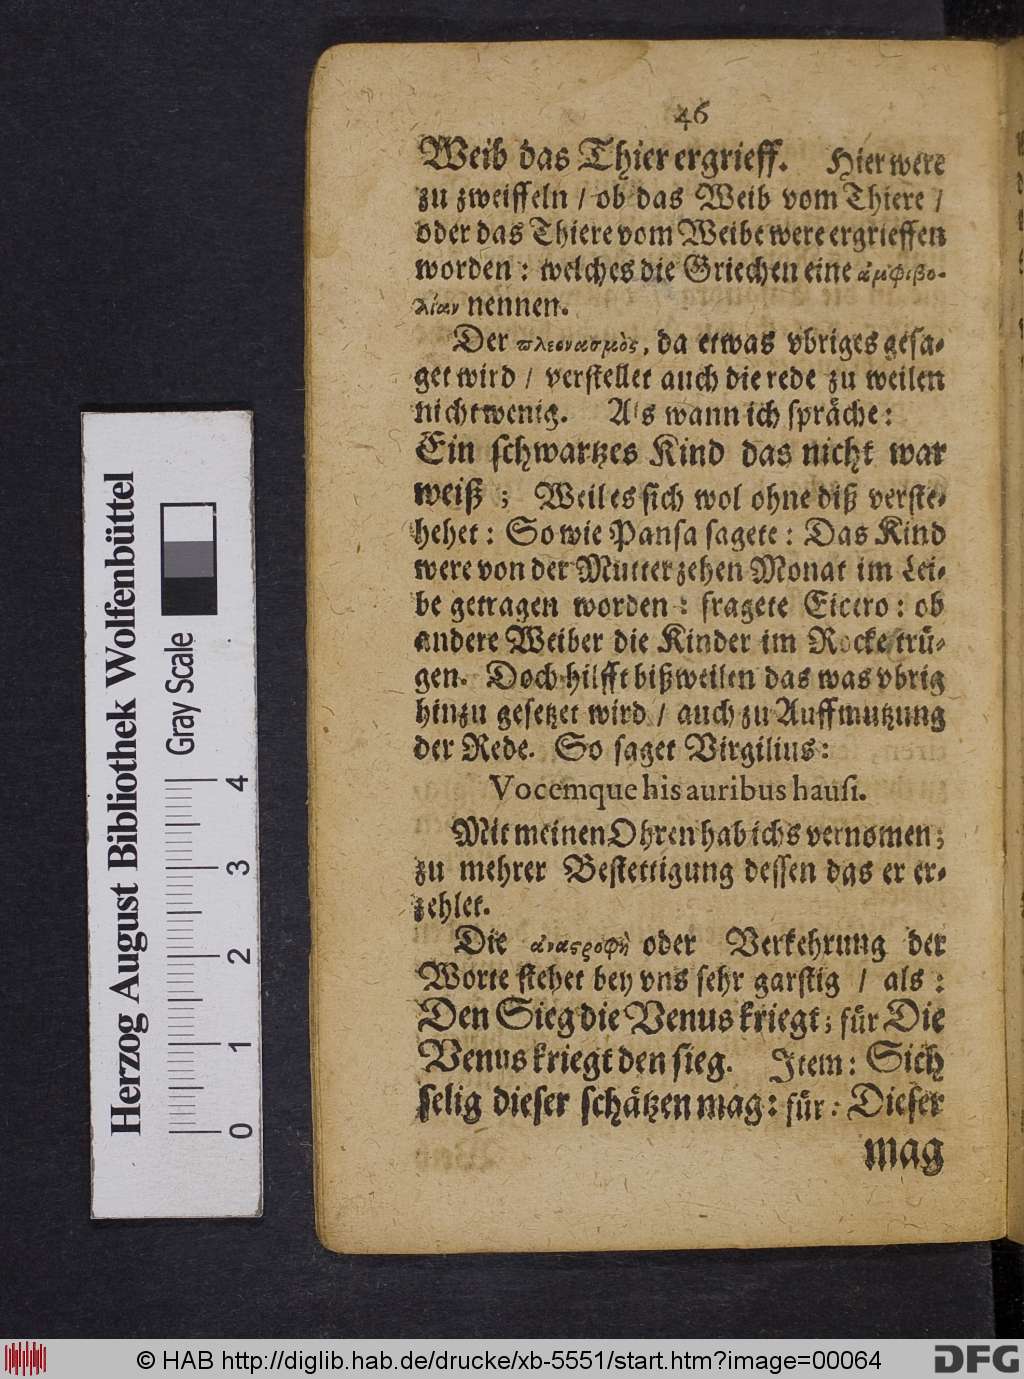 46
Weib das Thier ergrieff. Hier were
zu zweiffeln / ob das Weib vom Thiere /
oder das Thiere vom Weibe were ergrieffen
worden : welches die Griechen eine ἀμφιβο-
λίαν nennen.
Der πλεονασμὸς, da etwas vbriges gesa-
get wird / verstellet auch die rede zu weilen
nicht wenig. Als wann ich spräche:
Ein schwartzes Kind das nicht war
weiß ; Weil es sich wol ohne diß verste-
hehet : So wie Pansa sagete : Das Kind
were von der Mutter zehen Monat im Lei-
be getragen worden : fragete Cicero : ob
andere Weiber die Kinder im Rocke trü-
gen. Doch hilfft bißweilen das was vbrig
hinzu gesetzet wird / auch zu Auffmutzung
der Rede. So saget Virgilius:
Vocemque his auribus hausi.
Mit meinen Ohren hab ichs vernomen;
zu mehrer Bestettigung dessen das er er-
zehlet.
Die ἀναϛροφὴ oder Verkehrung der
Worte stehet bey vns sehr garstig / als :
Den Sieg die Venus kriegt; für Die
Venus kriegt den sieg. Item: Sich
selig dieser schätzen mag: für : Dieser
mag
Herzog August Bibliothek Wolfenbüttel
Gray Scale
0 1 2 3 4
© HAB http://diglib.hab.de/drucke/xb-5551/start.htm?image=00064
DFG